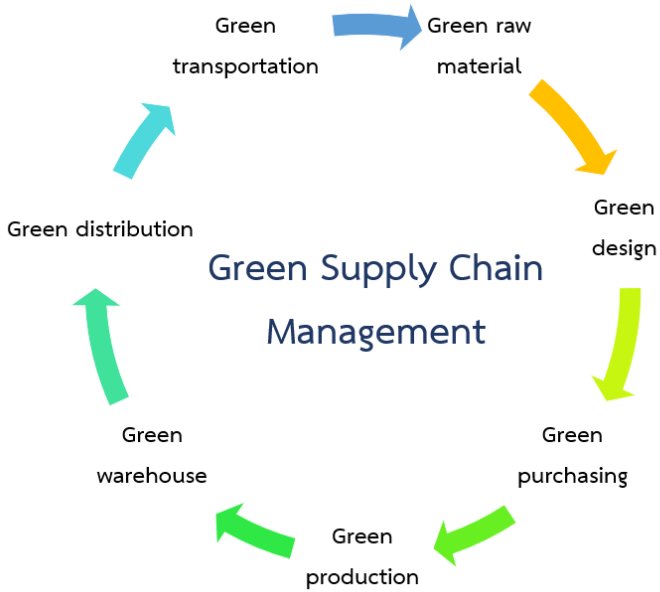 Green
transportation
Green raw
material
Green
design
Green
purchasing
Green
production
Green
warehouse
Green distribution
Green Supply Chain
Management